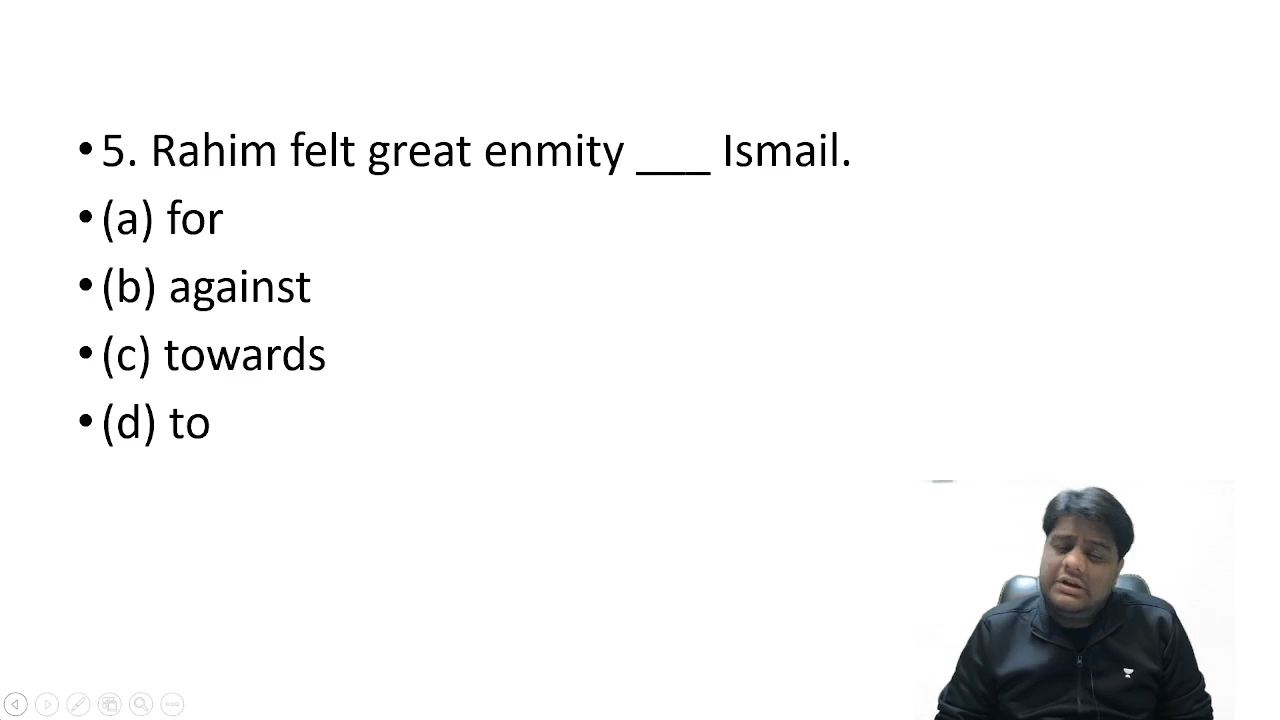 • 5. Rahim felt great enmity ___ Ismail.
• (a) for
• (b) against
• (c) towards
• (d) to